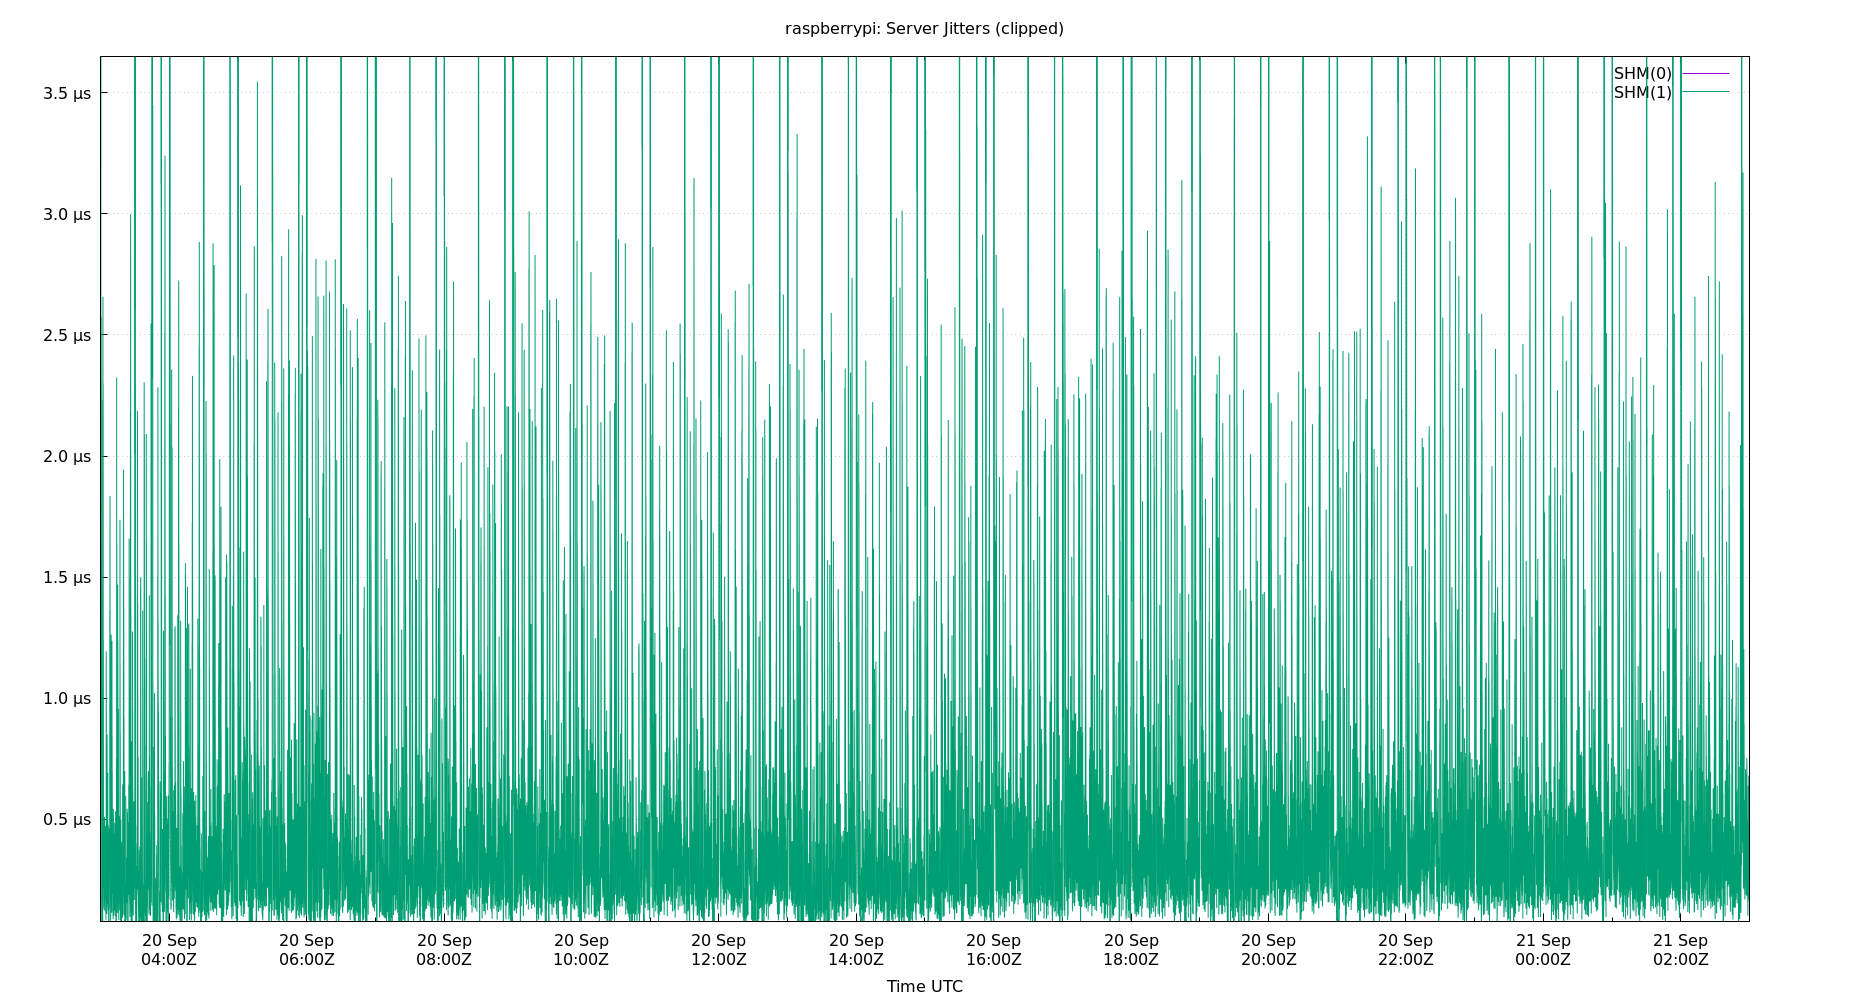 raspberrypi: Server Jitters (clipped)
SHM(0)
SHM(1)
3.5 µs
3.0 µs
2.5 µs
2.0 µs
1.5 µs
1.0 µs
0.5 µs
20 Sep 20 Sep 20 Sep 20 Sep 20 Sep 20 Sep 20 Sep 20 Sep 20 Sep 20 Sep 21 Sep 21 Sep
04:00Z 06:00Z 08:00Z 10:00Z 12:00Z 14:00Z 16:00Z 18:00Z 20:00Z 22:00Z 00:00Z 02:00Z
Time UTC